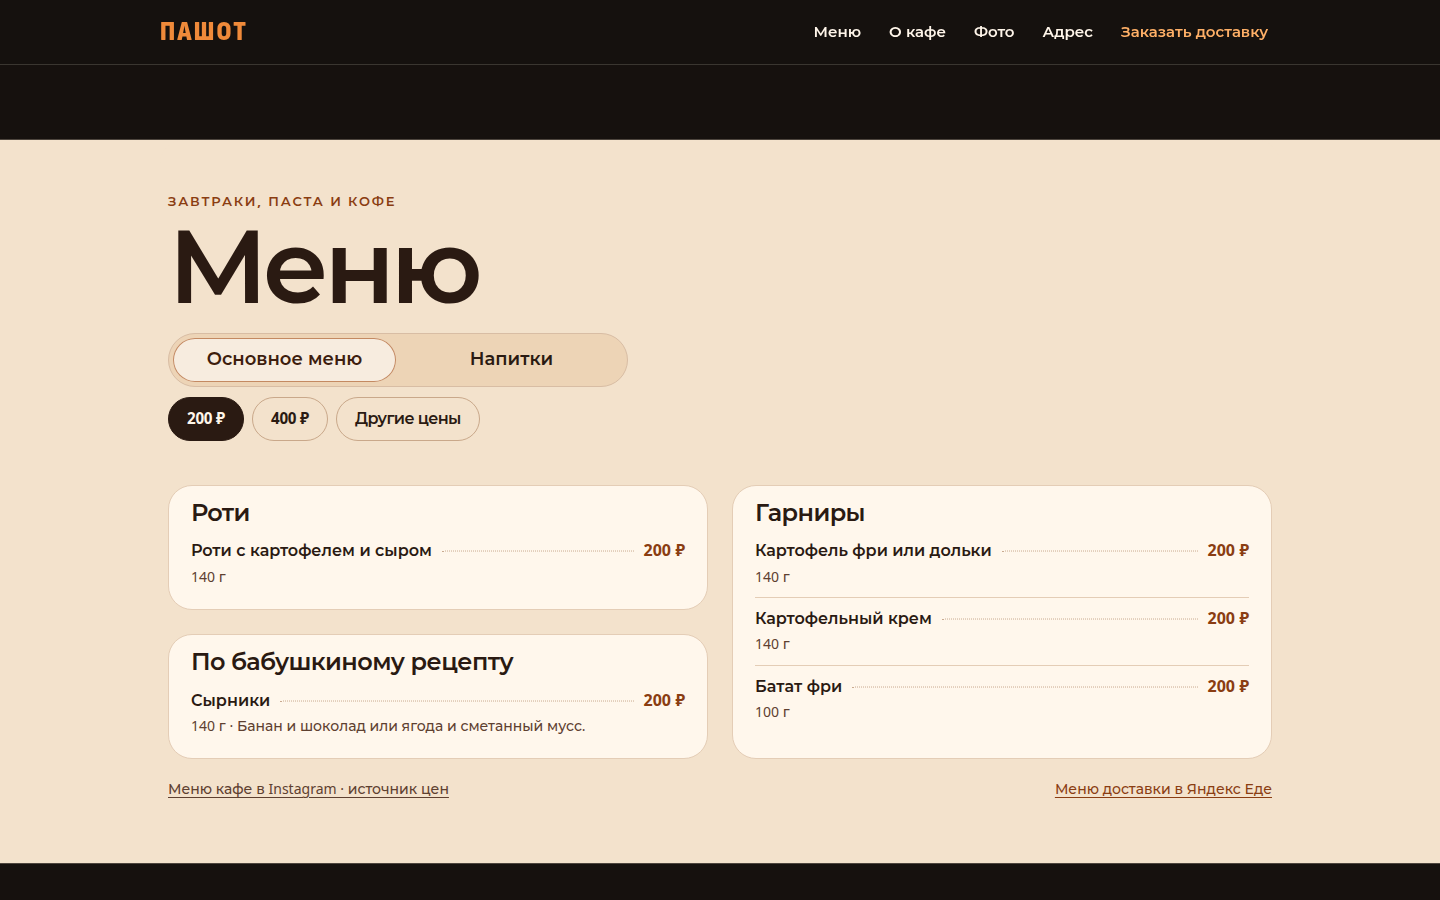 ПАШОТ
Меню О кафе Фото Адрес Заказать доставку
ЗАВТРАКИ, ПАСТА И КОФЕ
Меню
Основное меню Напитки
200 ₽ 400 ₽ Другие цены
Роти
Роти с картофелем и сыром 200 ₽
140 г
По бабушкиному рецепту
Сырники 200 ₽
140 г · Банан и шоколад или ягода и сметанный мусс.
Гарниры
Картофель фри или дольки 200 ₽
140 г
Картофельный крем 200 ₽
140 г
Батат фри 200 ₽
100 г
Меню кафе в Instagram · источник цен
Меню доставки в Яндекс Еде